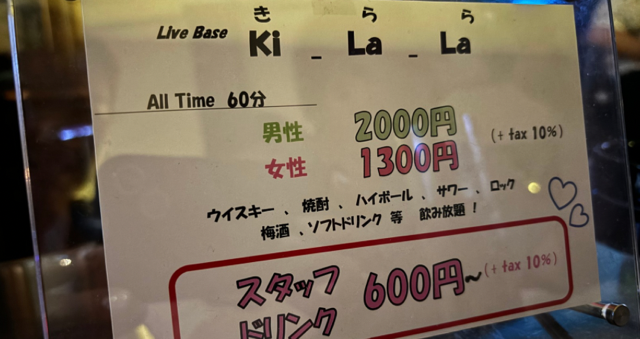 き ら ら
Live Base Ki _ La _ La
All Time 60分
男性 2000円 (+ tax 10%)
女性 1300円
ウイスキー 、 焼酎 、 ハイボール 、 サワー 、 ロック
梅酒 、ソフトドリンク 等 飲み放題 !
スタッフ
ドリンク 600円~ (+ tax 10%)